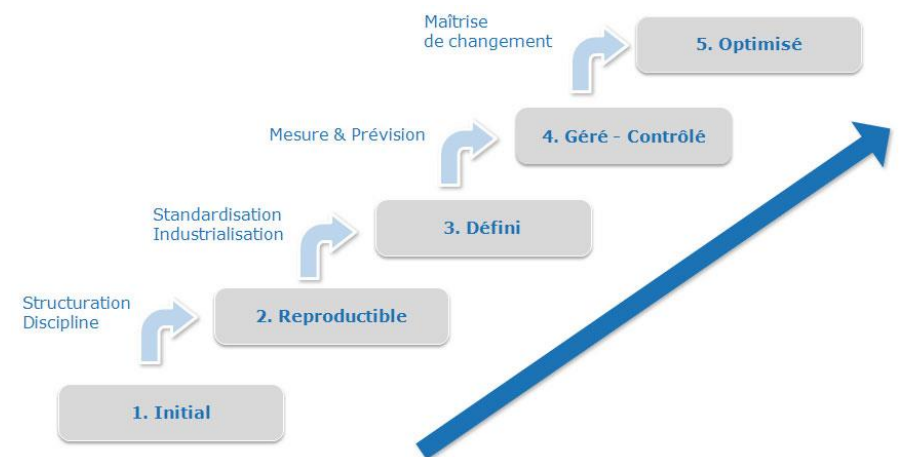 Maîtrise
de changement
5. Optimisé
Mesure & Prévision
4. Géré - Contrôlé
Standardisation
Industrialisation
3. Défini
Structuration
Discipline
2. Reproductible
1. Initial